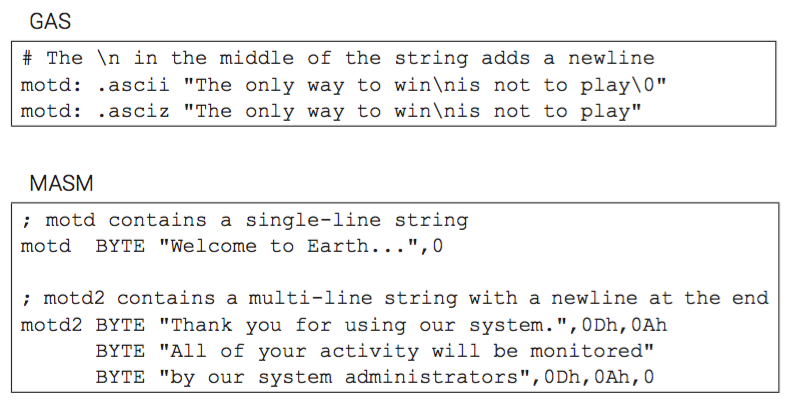 GAS
# The \n in the middle of the string adds a newline
motd: .ascii "The only way to win\nis not to play\0"
motd: .asciz "The only way to win\nis not to play"
MASM
; motd contains a single-line string
motd  BYTE "Welcome to Earth...",0
; motd2 contains a multi-line string with a newline at the end
motd2 BYTE "Thank you for using our system.",0Dh,0Ah
      BYTE "All of your activity will be monitored"
      BYTE "by our system administrators",0Dh,0Ah,0